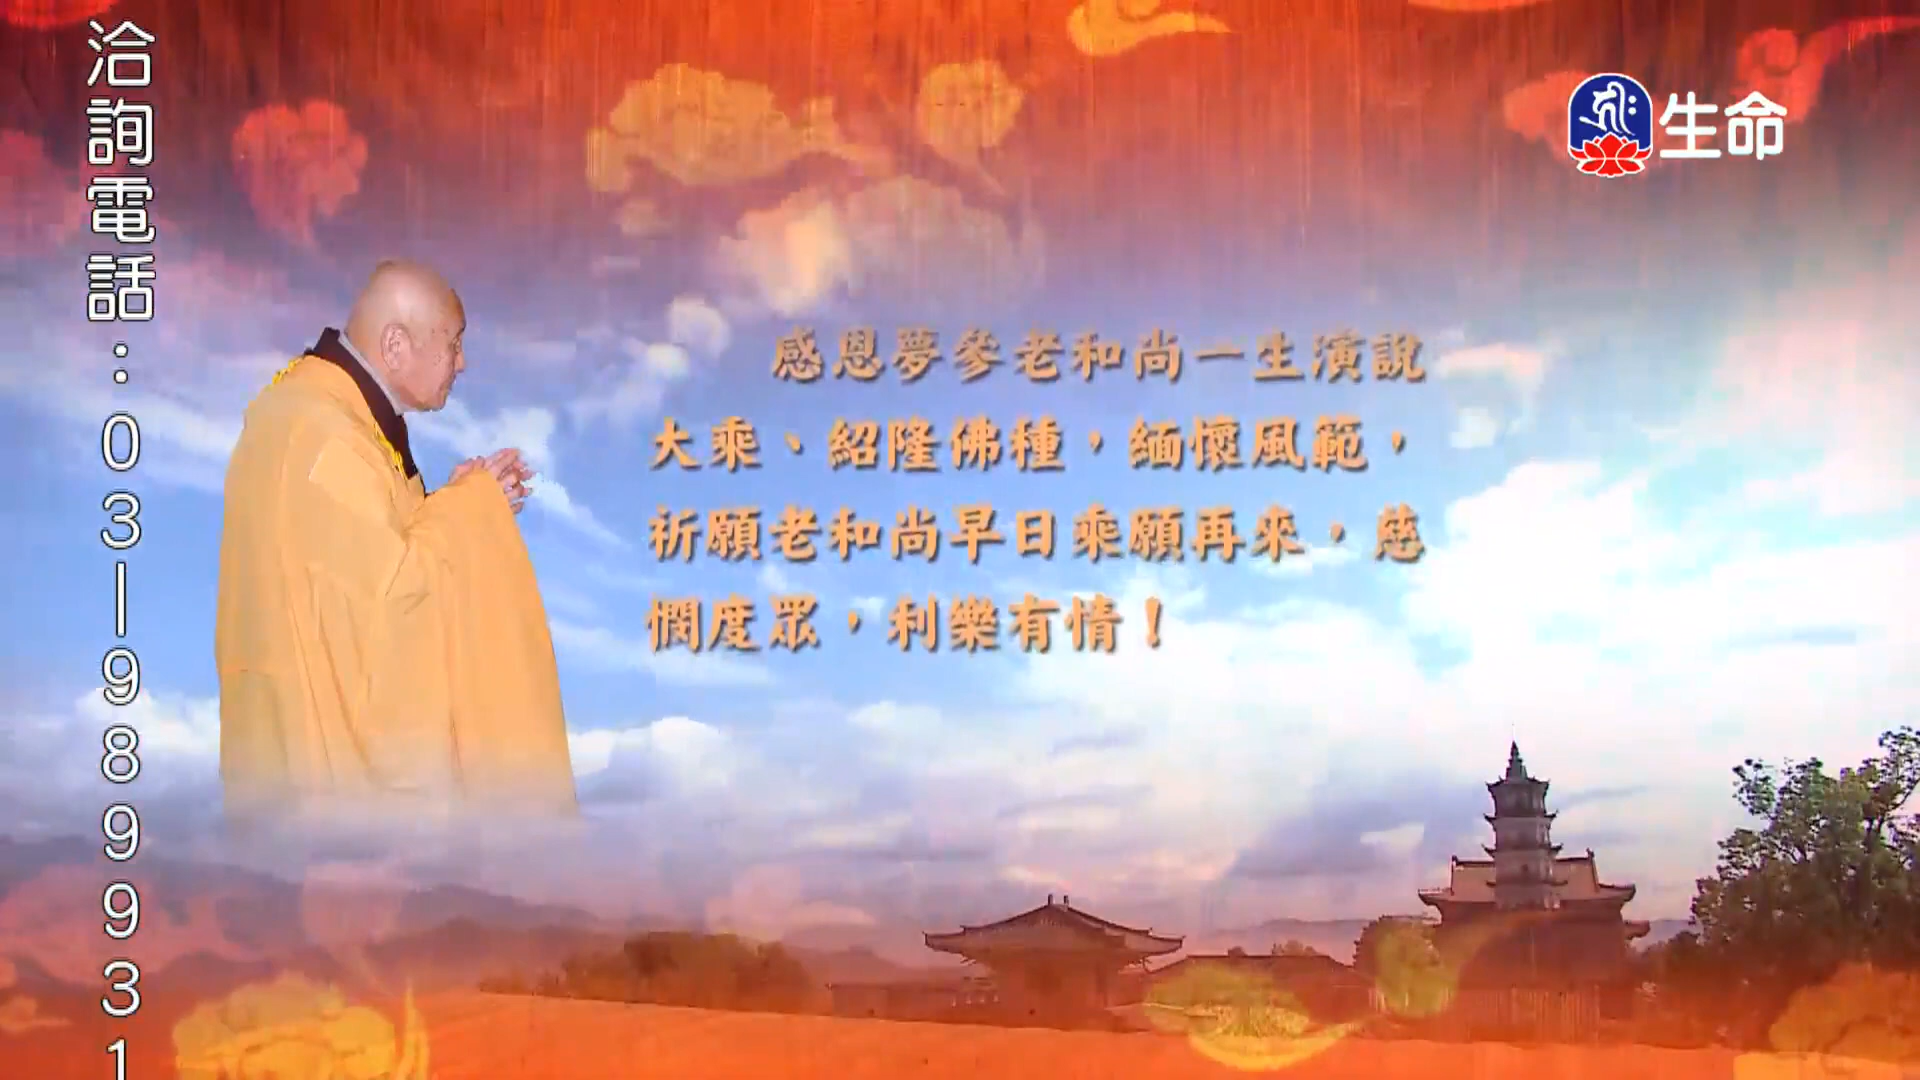 洽詢電話：03—9899931
生命
感恩夢參老和尚一生演說
大乘、紹隆佛種，緬懷風範，
祈願老和尚早日乘願再來，慈
憫度眾，利樂有情！